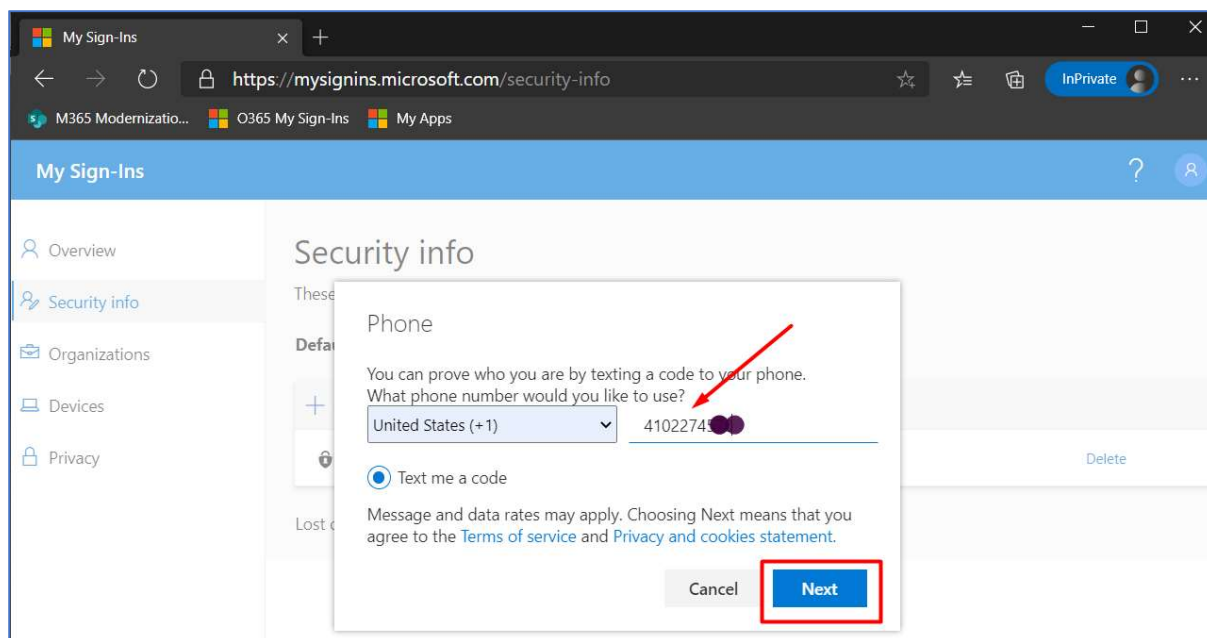 My Sign-Ins
https://mysignins.microsoft.com/security-info
InPrivate
M365 Modernizatio...
O365 My Sign-Ins
My Apps
My Sign-Ins
?
Overview
Security info
Organizations
Devices
Privacy
Security info
These
Phone
You can prove who you are by texting a code to your phone.
What phone number would you like to use?
United States (+1)
Text me a code
Delete
Message and data rates may apply. Choosing Next means that you
agree to the Terms of service and Privacy and cookies statement.
Cancel
Next